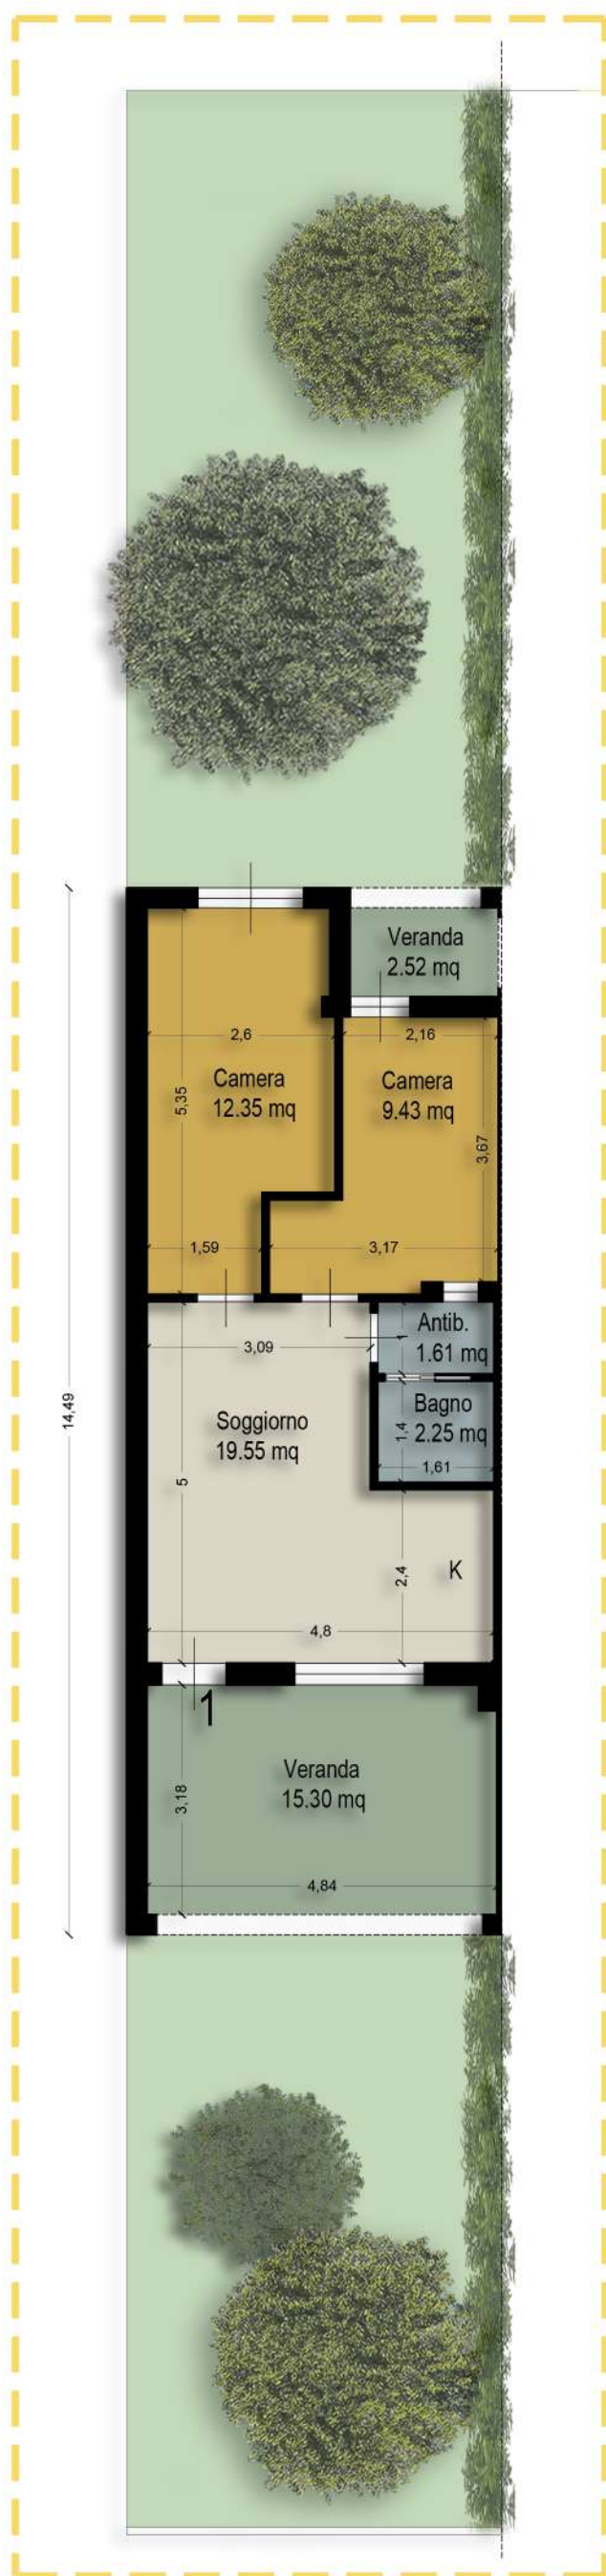 Veranda
2.52 mq
2,6
2,16
Camera
12.35 mq
Camera
9.43 mq
5,35
3,67
1,59
3,17
Antib.
1.61 mq
3,09
14,49
Soggiorno
19.55 mq
Bagno
2.25 mq
1,4
1,61
5
2,4
K
4,8
1
Veranda
15.30 mq
3,18
4,84